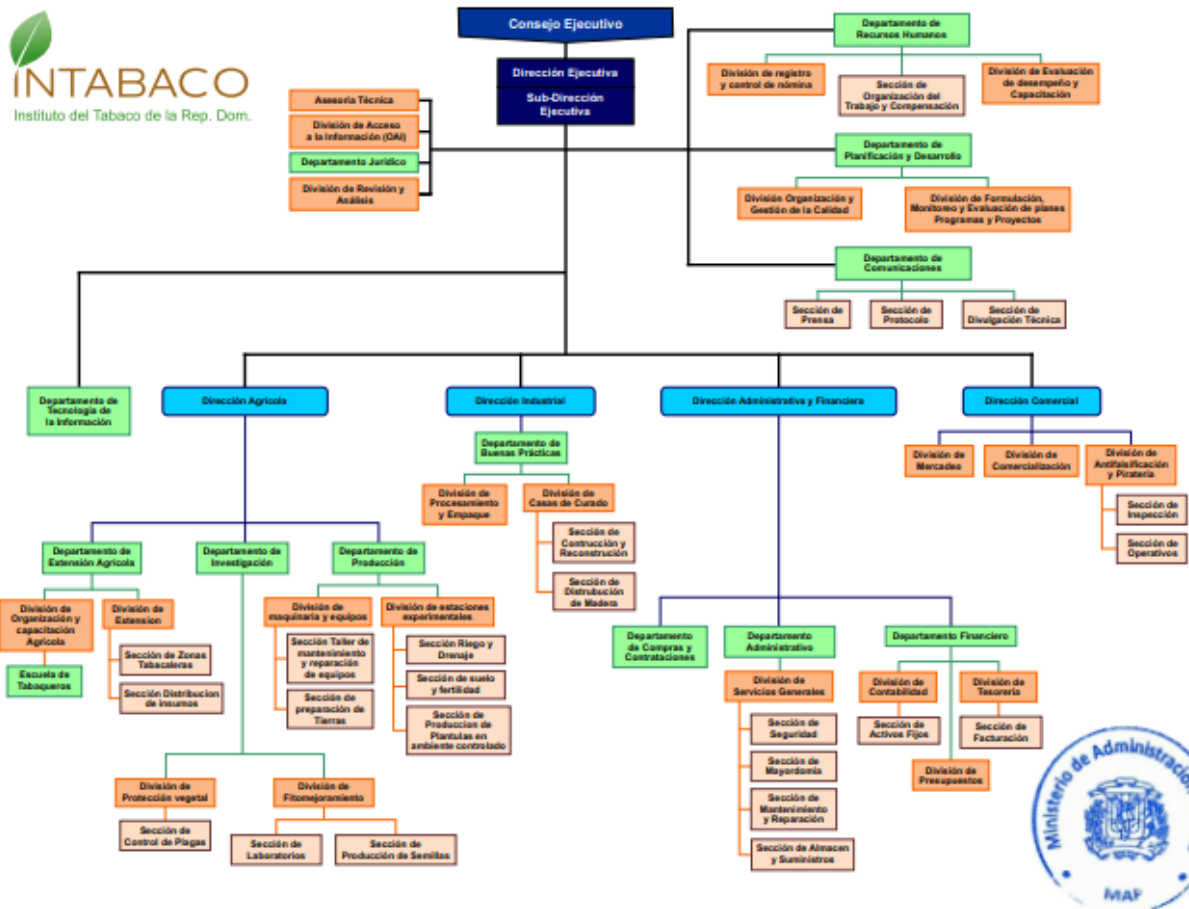 INTABACO
Instituto del Tabaco de la Rep. Dom.
Consejo Ejecutivo
Dirección Ejecutiva
Sub-Dirección
Ejecutiva
Asesoria Técnica
División de Acceso
a la Información (OAI)
Departamento Jurídico
División de Revisión y
Análisis
Departamento de
Recursos Humanos
División de registro
y control de nómina
Sección de
Organización del
Trabajo y Compensación
División de Evaluación
de desempeño y
Capacitación
Departamento de
Planificación y Desarrollo
División Organización y
Gestión de la Calidad
División de Formulación,
Monitoreo y Evaluación de planes
Programas y Proyectos
Departamento de
Comunicaciones
Sección de
Prensa
Sección de
Protocolo
Sección de
Divulgación Técnica
Departamento de
Tecnología de
la Información
Dirección Agrícola
Dirección Industrial
Dirección Administrativa y Financiera
Dirección Comercial
Departamento de
Buenas Prácticas
División de
Procesamiento
y Empaque
División de
Casas de Curado
Sección de
Contrucción y
Reconstrucción
Sección de
Distrubución
de Madera
División de
Mercadeo
División de
Comercialización
División de
Antifalsificación
y Piratería
Sección de
Inspección
Sección de
Operativos
Departamento de
Extensión Agrícola
Departamento de
Investigación
Departamento de
Producción
División de
Organización y
capacitación
Agrícola
Escuela de
Tabaqueros
División de
Extension
Sección de Zonas
Tabacaleras
Sección Distribucion
de insumos
División de
maquinaria y equipos
Sección Taller de
mantenimiento
y reparación
de equipos
Sección de
preparación de
Tierras
División de estaciones
experimentales
Sección Riego y
Drenaje
Sección de suelo
y fertilidad
Sección de
Produccion de
Plantulas en
ambiente controlado
División de
Protección vegetal
Sección de
Control de Plagas
División de
Fitomejoramiento
Sección de
Laboratorios
Sección de
Producción de Semillas
Departamento
de Compras y
Contrataciones
Departamento
Administrativo
División de
Servicios Generales
Sección de
Seguridad
Sección de
Mayordomia
Sección de
Mantenimiento
y Reparación
Sección de Almacen
y Suministros
Departamento Financiero
División de
Contabilidad
Sección de
Activos Fijos
División de
Tesorería
Sección de
Facturación
División de
Presupuestos
Ministerio de Administración
MAP